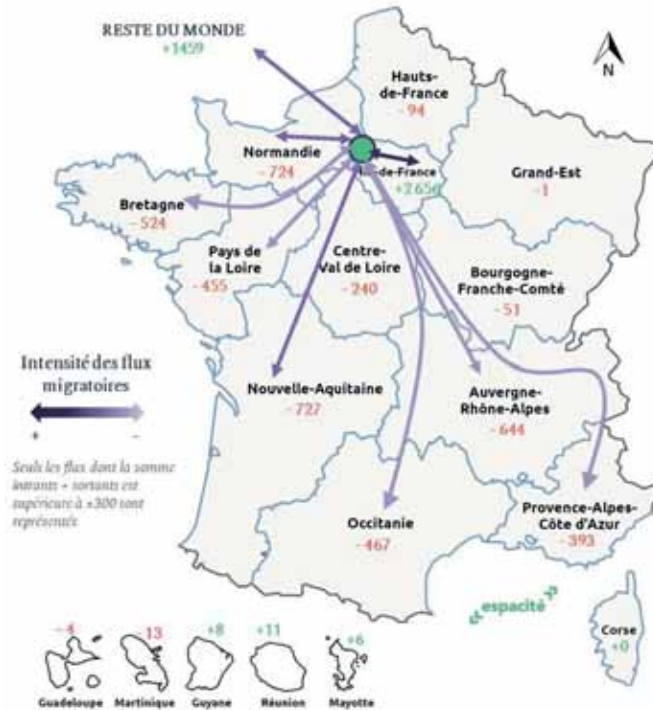 RESTE DU MONDE
+1459
N
Hauts-
de-France
- 94
Normandie
- 724
-de-France
Grand-Est
-1
Bretagne
- 524
Pays de
la Loire
- 455
Centre-
Val de Loire
- 240
Bourgogne-
Franche-Comté
- 51
Intensité des flux
migratoires
+
-
Nouvelle-Aquitaine
- 727
Auvergne-
Rhône-Alpes
- 644
Seuls les flux dont la somme
intrants + sortants est
supérieure à +300 sont
représentés
Occitanie
- 467
Provence-Alpes-
Côte d'Azur
- 393
espacité
Corse
+0
- 4
13
+8
+11
+6
Guadeloupe
Martinique
Guyane
Réunion
Mayotte